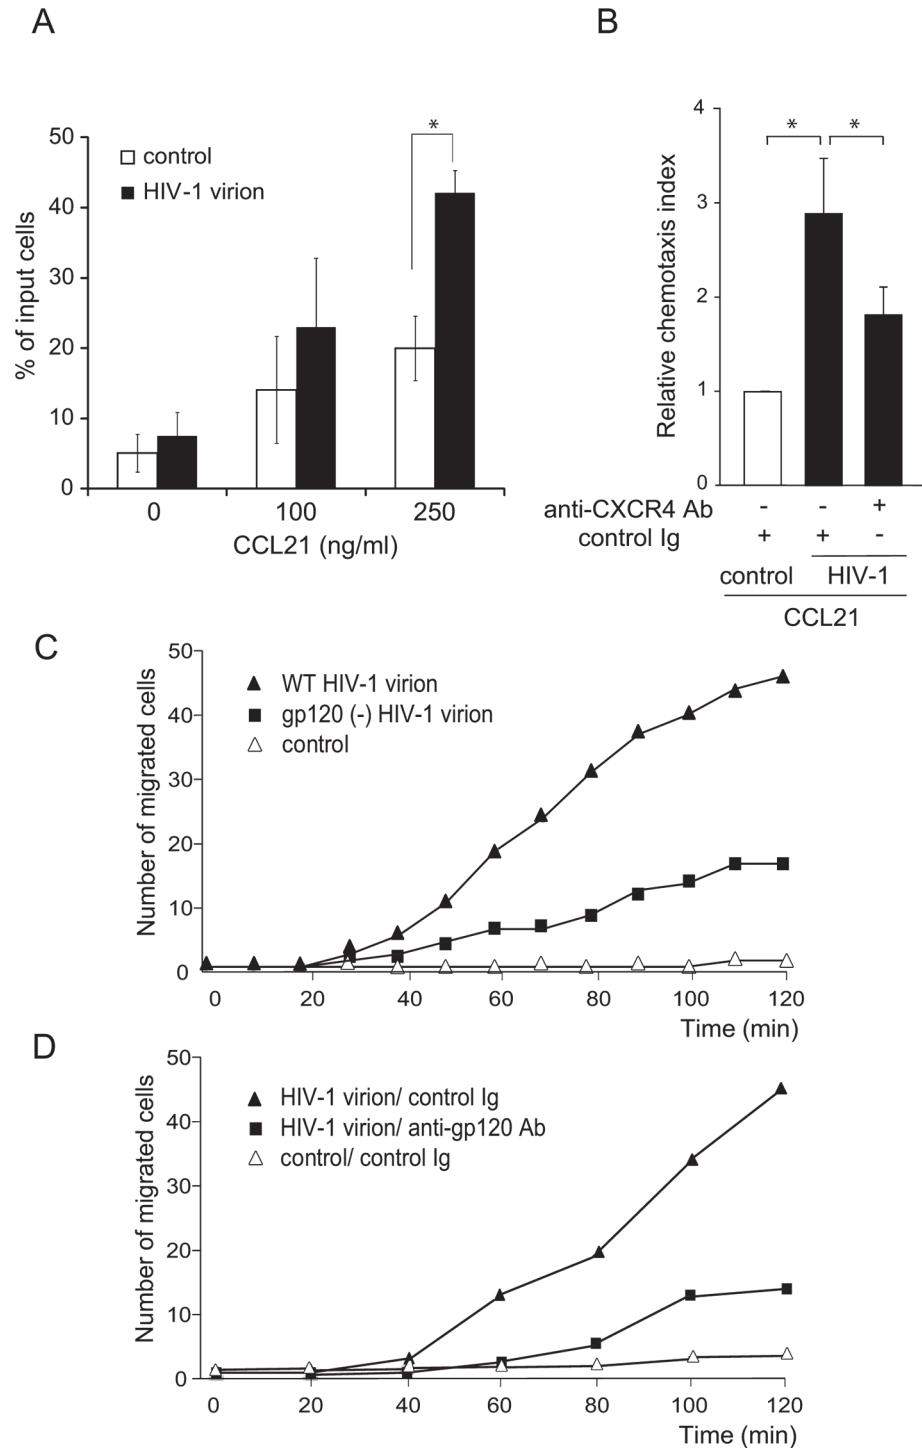 A
50
40
30
20
10
0
% of input cells
control
HIV-1 virion
*
0 100 250
CCL21 (ng/ml)
B
4
3
2
1
0
Relative chemotaxis index
* *
anti-CXCR4 Ab - - +
control Ig + + -
control HIV-1
CCL21
C
50
40
30
20
10
0
Number of migrated cells
WT HIV-1 virion
gp120 (-) HIV-1 virion
control
0 20 40 60 80 100 120
Time (min)
D
50
40
30
20
10
0
Number of migrated cells
HIV-1 virion/ control Ig
HIV-1 virion/ anti-gp120 Ab
control/ control Ig
0 20 40 60 80 100 120
Time (min)